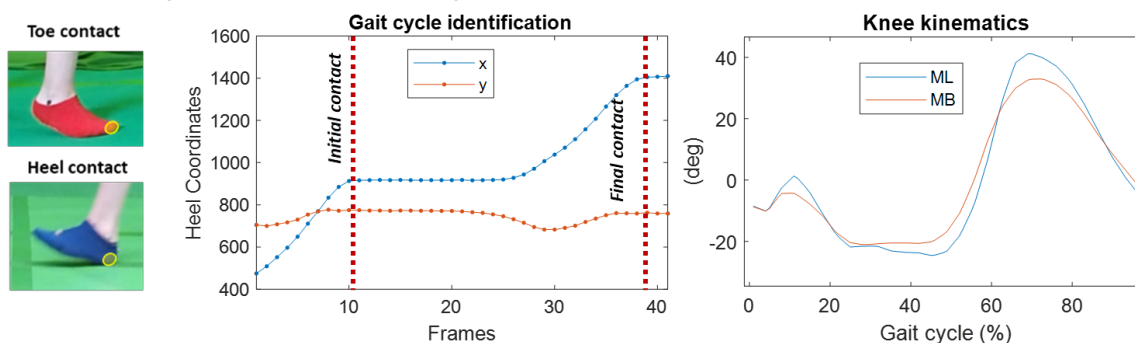 Toe contact
Heel contact
Gait cycle identification
1600
1400
1200
1000
800
600
400
Heel Coordinates
Initial contact
Final contact
x
y
10
20
30
40
Frames
Knee kinematics
40
20
0
-20
(deg)
ML
MB
0
20
40
60
80
Gait cycle (%)